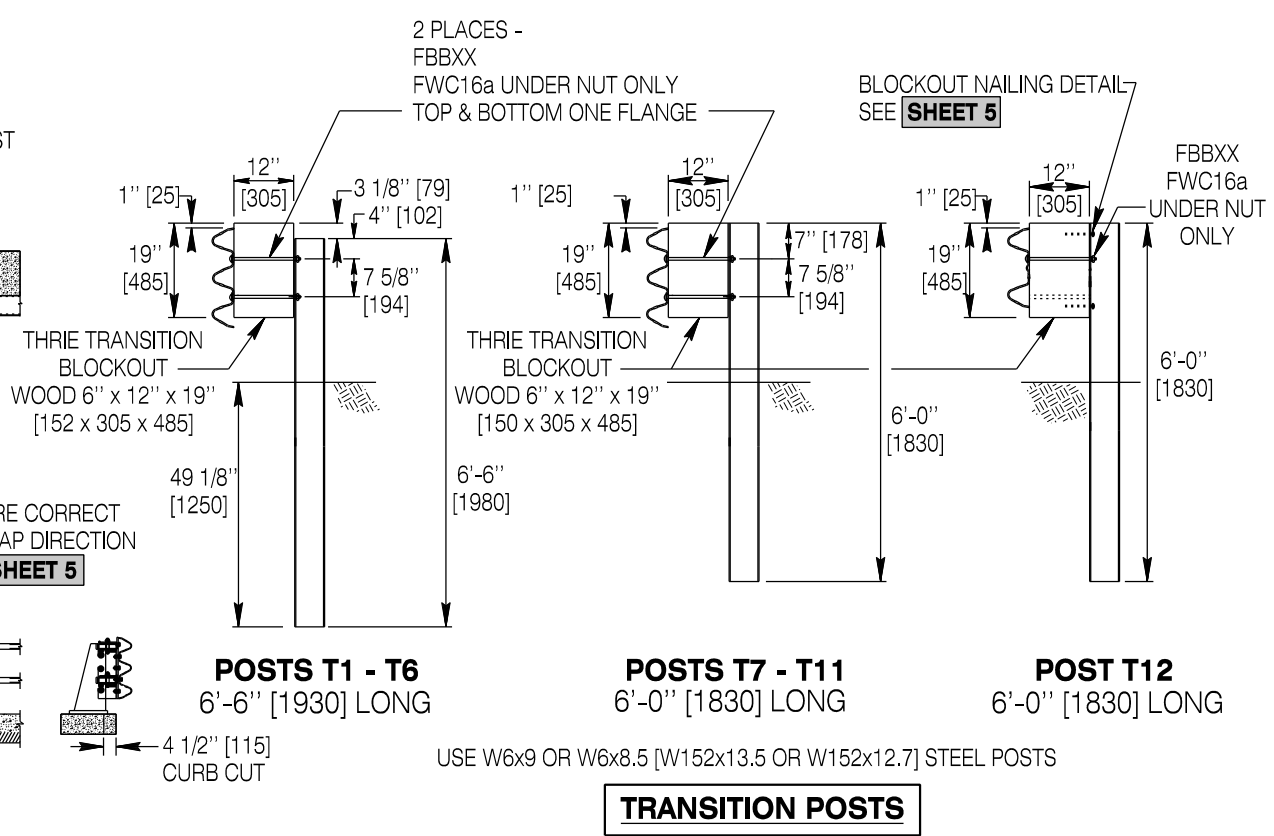 2 PLACES -
FBBXX
FWC16a UNDER NUT ONLY
TOP & BOTTOM ONE FLANGE
BLOCKOUT NAILING DETAIL
SEE SHEET 5
ST
12''
[305]
1'' [25]
3 1/8'' [79]
4'' [102]
19''
[485]
7 5/8''
[194]
THRIE TRANSITION
BLOCKOUT
WOOD 6'' x 12'' x 19''
[152 x 305 x 485]
49 1/8''
[1250]
6'-6''
[1980]
12''
[305]
1'' [25]
7'' [178]
19''
[485]
7 5/8''
[194]
THRIE TRANSITION
BLOCKOUT
WOOD 6'' x 12'' x 19''
[150 x 305 x 485]
6'-0''
[1830]
12''
[305]
1'' [25]
FBBXX
FWC16a
UNDER NUT
ONLY
19''
[485]
6'-0''
[1830]
RE CORRECT
AP DIRECTION
SHEET 5
4 1/2'' [115]
CURB CUT
POSTS T1 - T6
6'-6'' [1930] LONG
POSTS T7 - T11
6'-0'' [1830] LONG
POST T12
6'-0'' [1830] LONG
USE W6x9 OR W6x8.5 [W152x13.5 OR W152x12.7] STEEL POSTS
TRANSITION POSTS